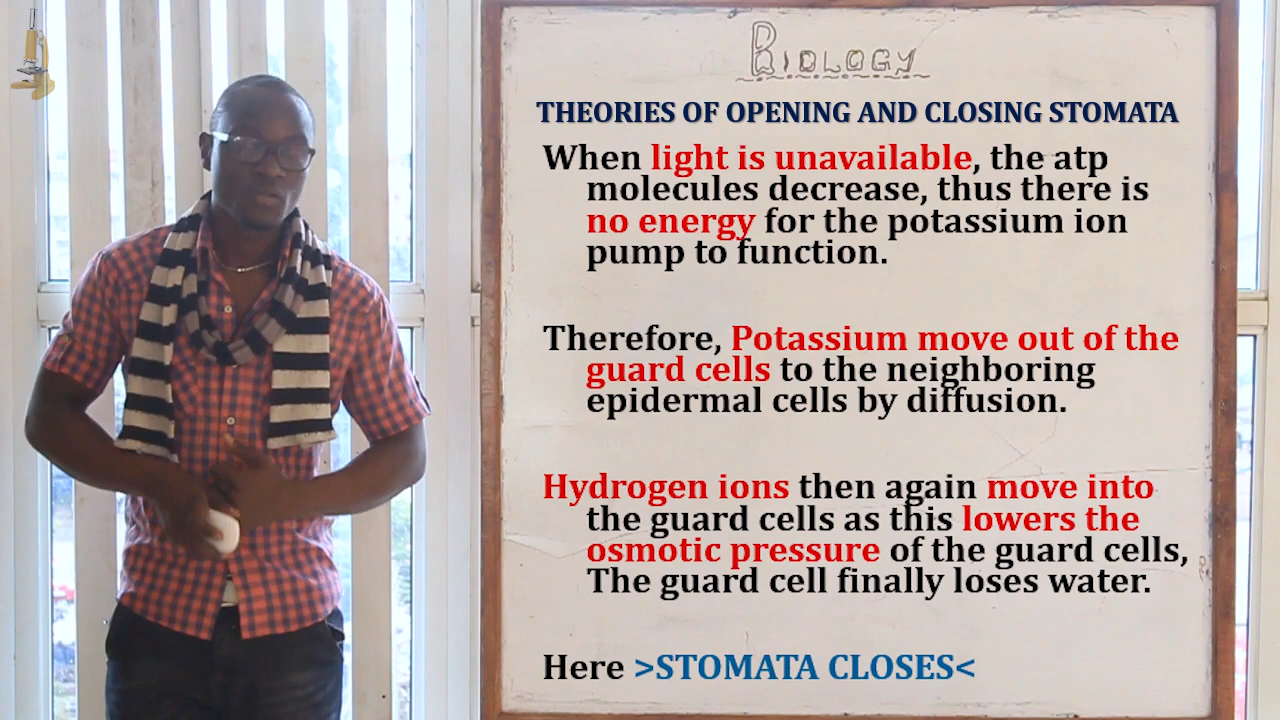 BIOLOGY
THEORIES OF OPENING AND CLOSING STOMATA
When light is unavailable, the atp
molecules decrease, thus there is
no energy for the potassium ion
pump to function.
Therefore, Potassium move out of the
guard cells to the neighboring
epidermal cells by diffusion.
Hydrogen ions then again move into
the guard cells as this lowers the
osmotic pressure of the guard cells,
The guard cell finally loses water.
Here >STOMATA CLOSES<